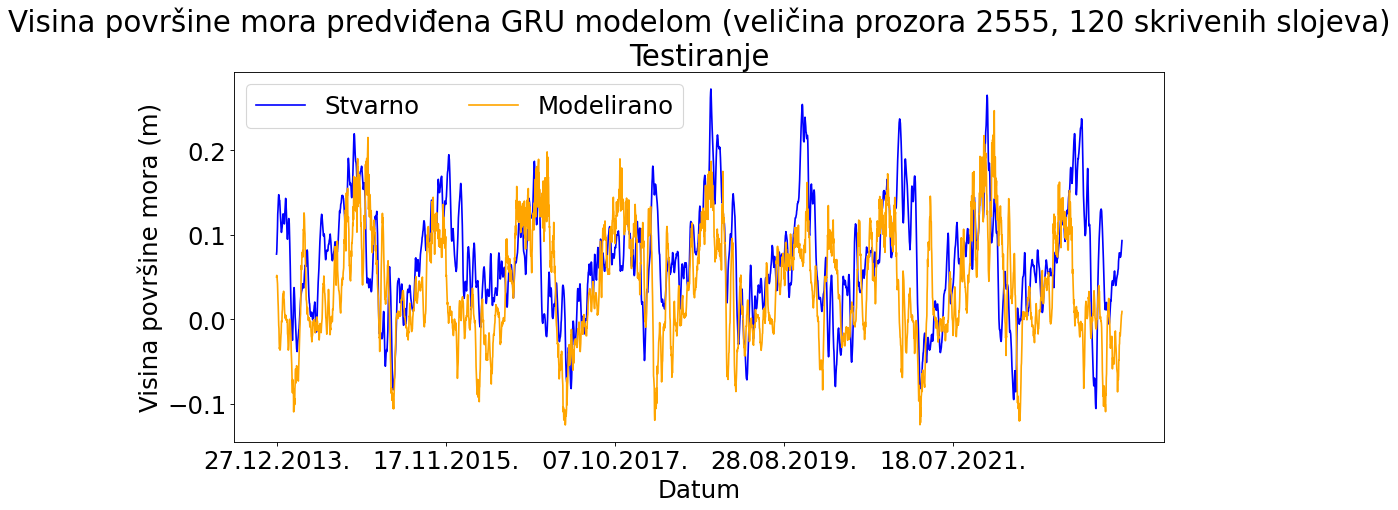 Visina površine mora predviđena GRU modelom (veličina prozora 2555, 120 skrivenih slojeva)
Testiranje
Stvarno Modelirano
Visina površine mora (m)
0.2
0.1
0.0
−0.1
27.12.2013. 17.11.2015. 07.10.2017. 28.08.2019. 18.07.2021.
Datum